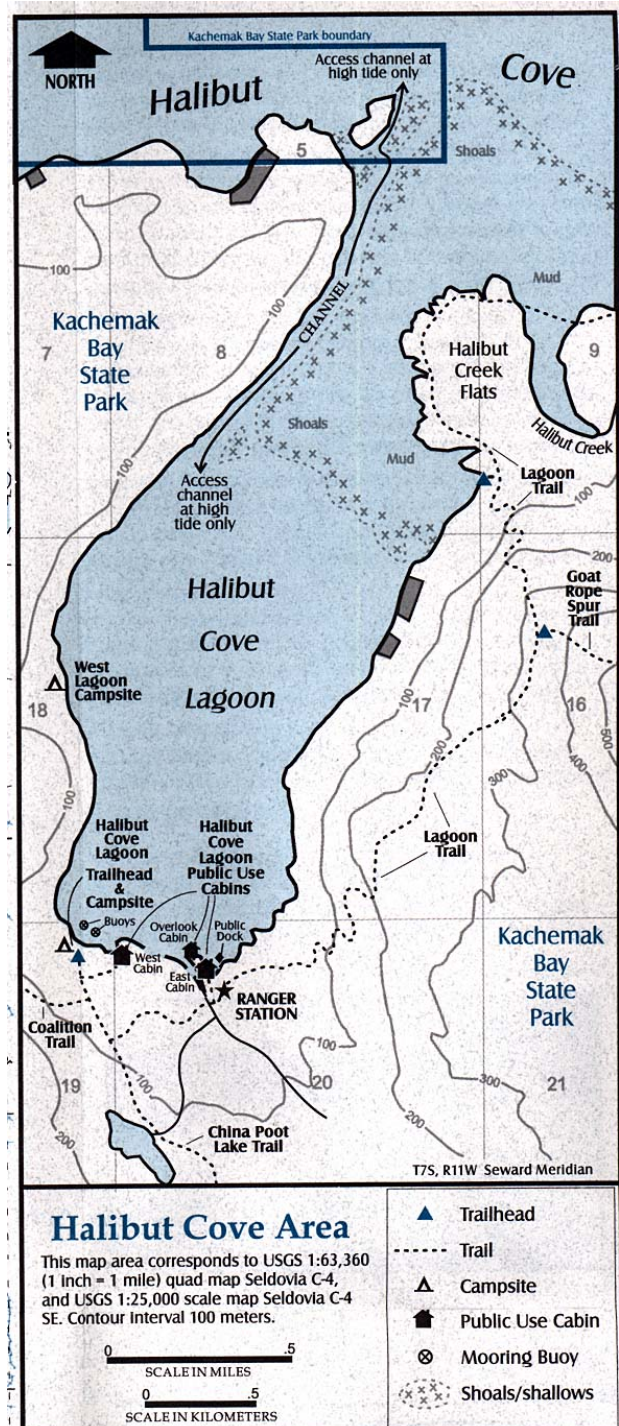 Kachemak Bay State Park boundary
NORTH
Halibut
Access channel at
high tide only
Cove
5
Shoals
100
100
CHANNEL
Mud
Kachemak
Bay
State
Park
7
8
Halibut
Creek
Flats
9
Halibut Creek
Shoals
Mud
Lagoon
Trail
100
100
Access
channel
at high
tide only
200
Goat
Rope
Spur
Trail
Halibut
Cove
Lagoon
West
Lagoon
Campsite
18
100
17
16
100
200
300
400
500
Halibut
Cove
Lagoon
Trailhead
&
Campsite
Halibut
Cove
Lagoon
Public Use
Cabins
Lagoon
Trail
Buoys
Overlook
Cabin
Public
Dock
West
Cabin
East
Cabin
RANGER
STATION
Kachemak
Bay
State
Park
Coalition
Trail
19
100
200
20
100
200
300
21
China Poot
Lake Trail
T7S, R11W Seward Meridian
Halibut Cove Area
This map area corresponds to USGS 1:63,360
(1 inch = 1 mile) quad map Seldovia C-4,
and USGS 1:25,000 scale map Seldovia C-4
SE. Contour Interval 100 meters.
0 .5
SCALE IN MILES
0 .5
SCALE IN KILOMETERS
Trailhead
Trail
Campsite
Public Use Cabin
Mooring Buoy
Shoals/shallows